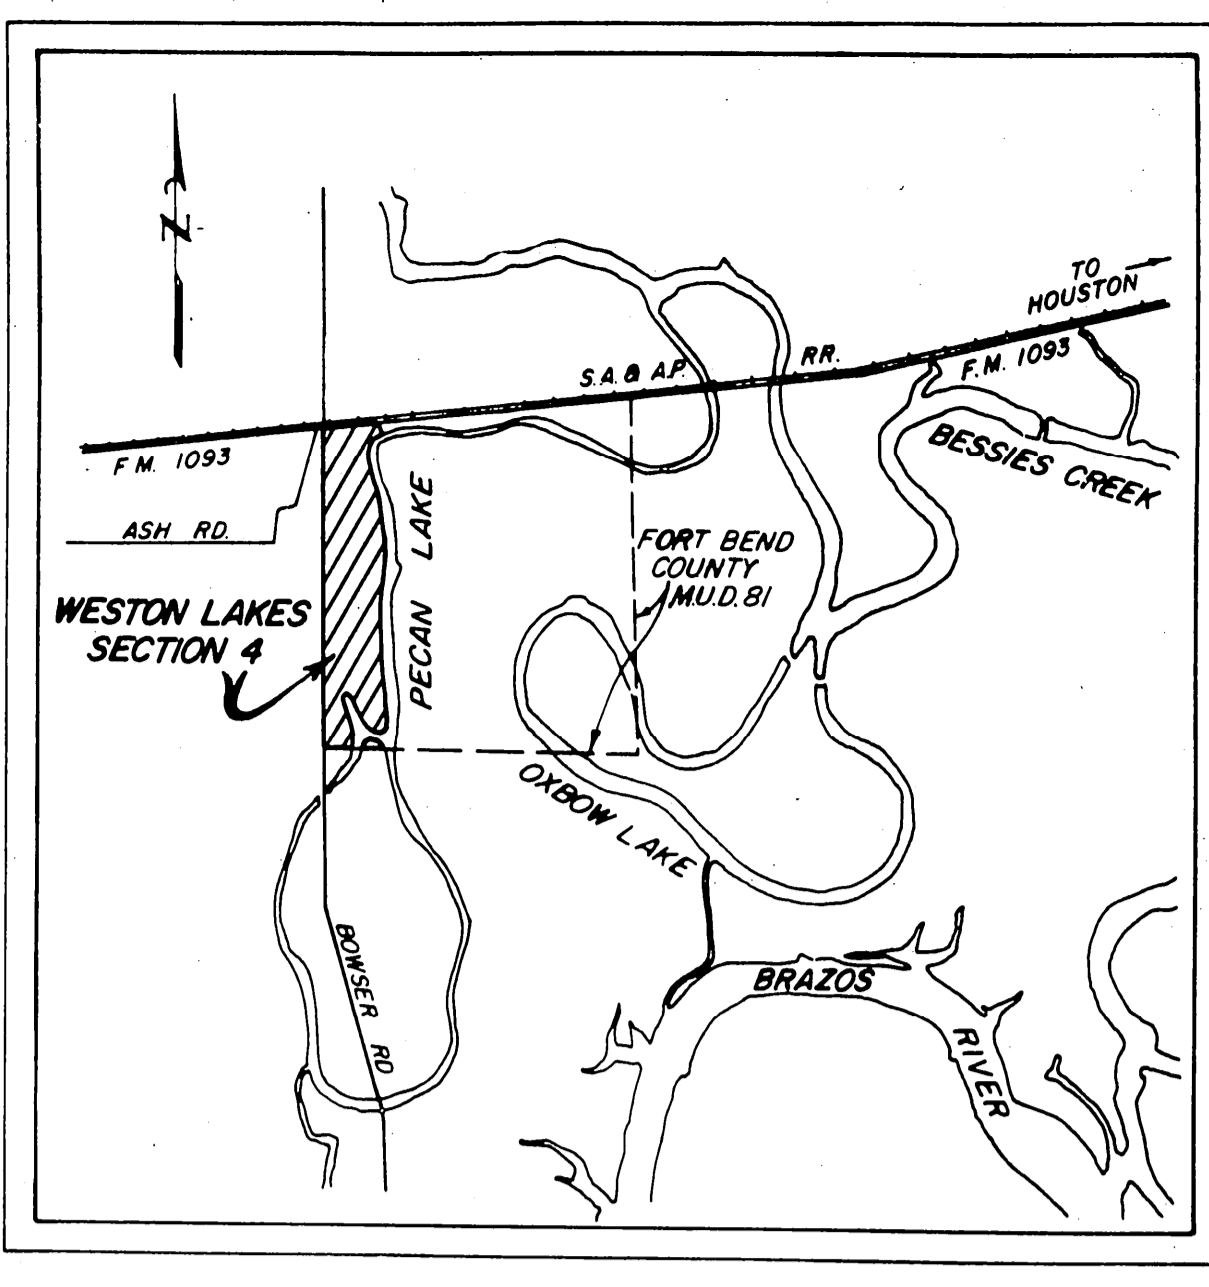 N
TO
HOUSTON
S.A. & A.P. RR.
F.M. 1093
F.M. 1093
BESSIES CREEK
ASH RD.
PECAN LAKE
FORT BEND
COUNTY
M.U.D. 81
WESTON LAKES
SECTION 4
OXBOW LAKE
BOWSER RD
BRAZOS
RIVER